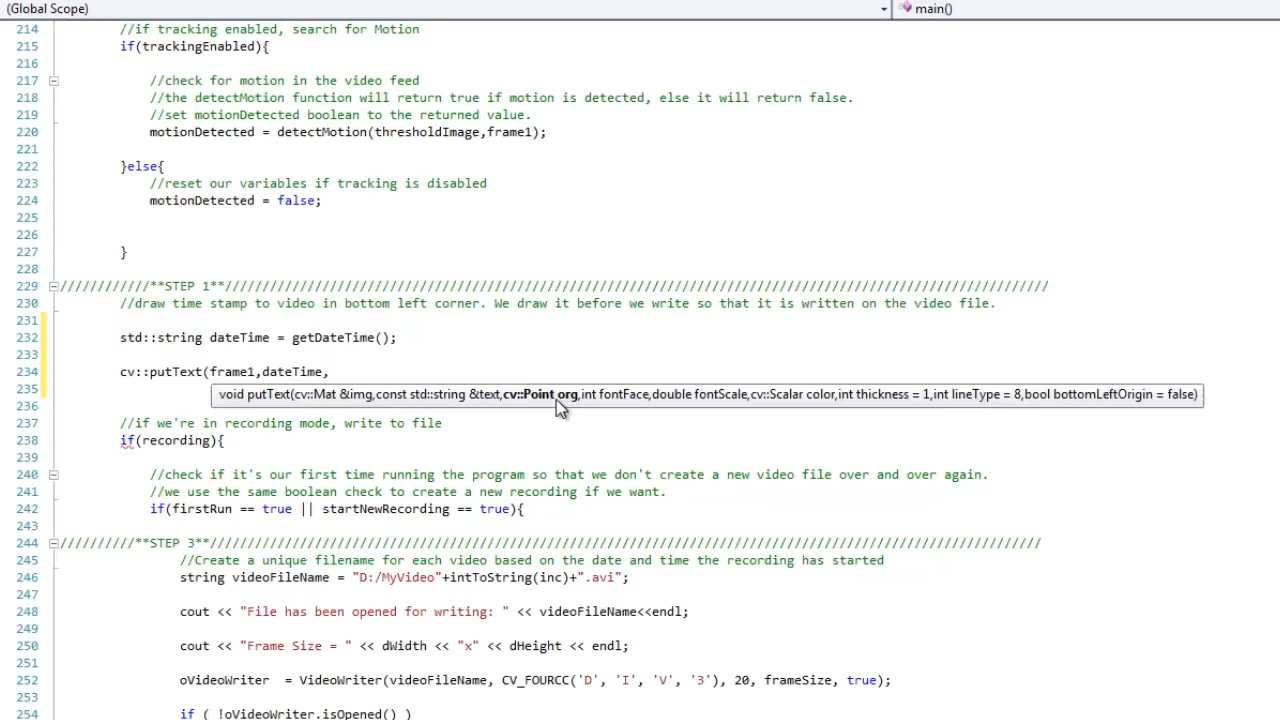 (Global Scope) main()
214 //if tracking enabled, search for Motion
215 if(trackingEnabled){
216
217 //check for motion in the video feed
218 //the detectMotion function will return true if motion is detected, else it will return false.
219 //set motionDetected boolean to the returned value.
220 motionDetected = detectMotion(thresholdImage,frame1);
221
222 }else{
223 //reset our variables if tracking is disabled
224 motionDetected = false;
225
226
227 }
228
229 ////////////**STEP 1**//////////////////////////////////////////////////////////////////////////////////////////////////////////////
230 //draw time stamp to video in bottom left corner. We draw it before we write so that it is written on the video file.
231
232 std::string dateTime = getDateTime();
233
234 cv::putText(frame1,dateTime,
235 void putText(cv::Mat &img,const std::string &text,cv::Point org,int fontFace,double fontScale,cv::Scalar color,int thickness = 1,int lineType = 8,bool bottomLeftOrigin = false)
236
237 //if we're in recording mode, write to file
238 if(recording){
239
240 //check if it's our first time running the program so that we don't create a new video file over and over again.
241 //we use the same boolean check to create a new recording if we want.
242 if(firstRun == true || startNewRecording == true){
243
244 //////////**STEP 3**///////////////////////////////////////////////////////////////////////////////////////////////////////////////
245 //Create a unique filename for each video based on the date and time the recording has started
246 string videoFileName = "D:/MyVideo"+intToString(inc)+".avi";
247
248 cout << "File has been opened for writing: " << videoFileName<<endl;
249
250 cout << "Frame Size = " << dWidth << "x" << dHeight << endl;
251
252 oVideoWriter = VideoWriter(videoFileName, CV_FOURCC('D', 'I', 'V', '3'), 20, frameSize, true);
253
254 if ( !oVideoWriter.isOpened() )